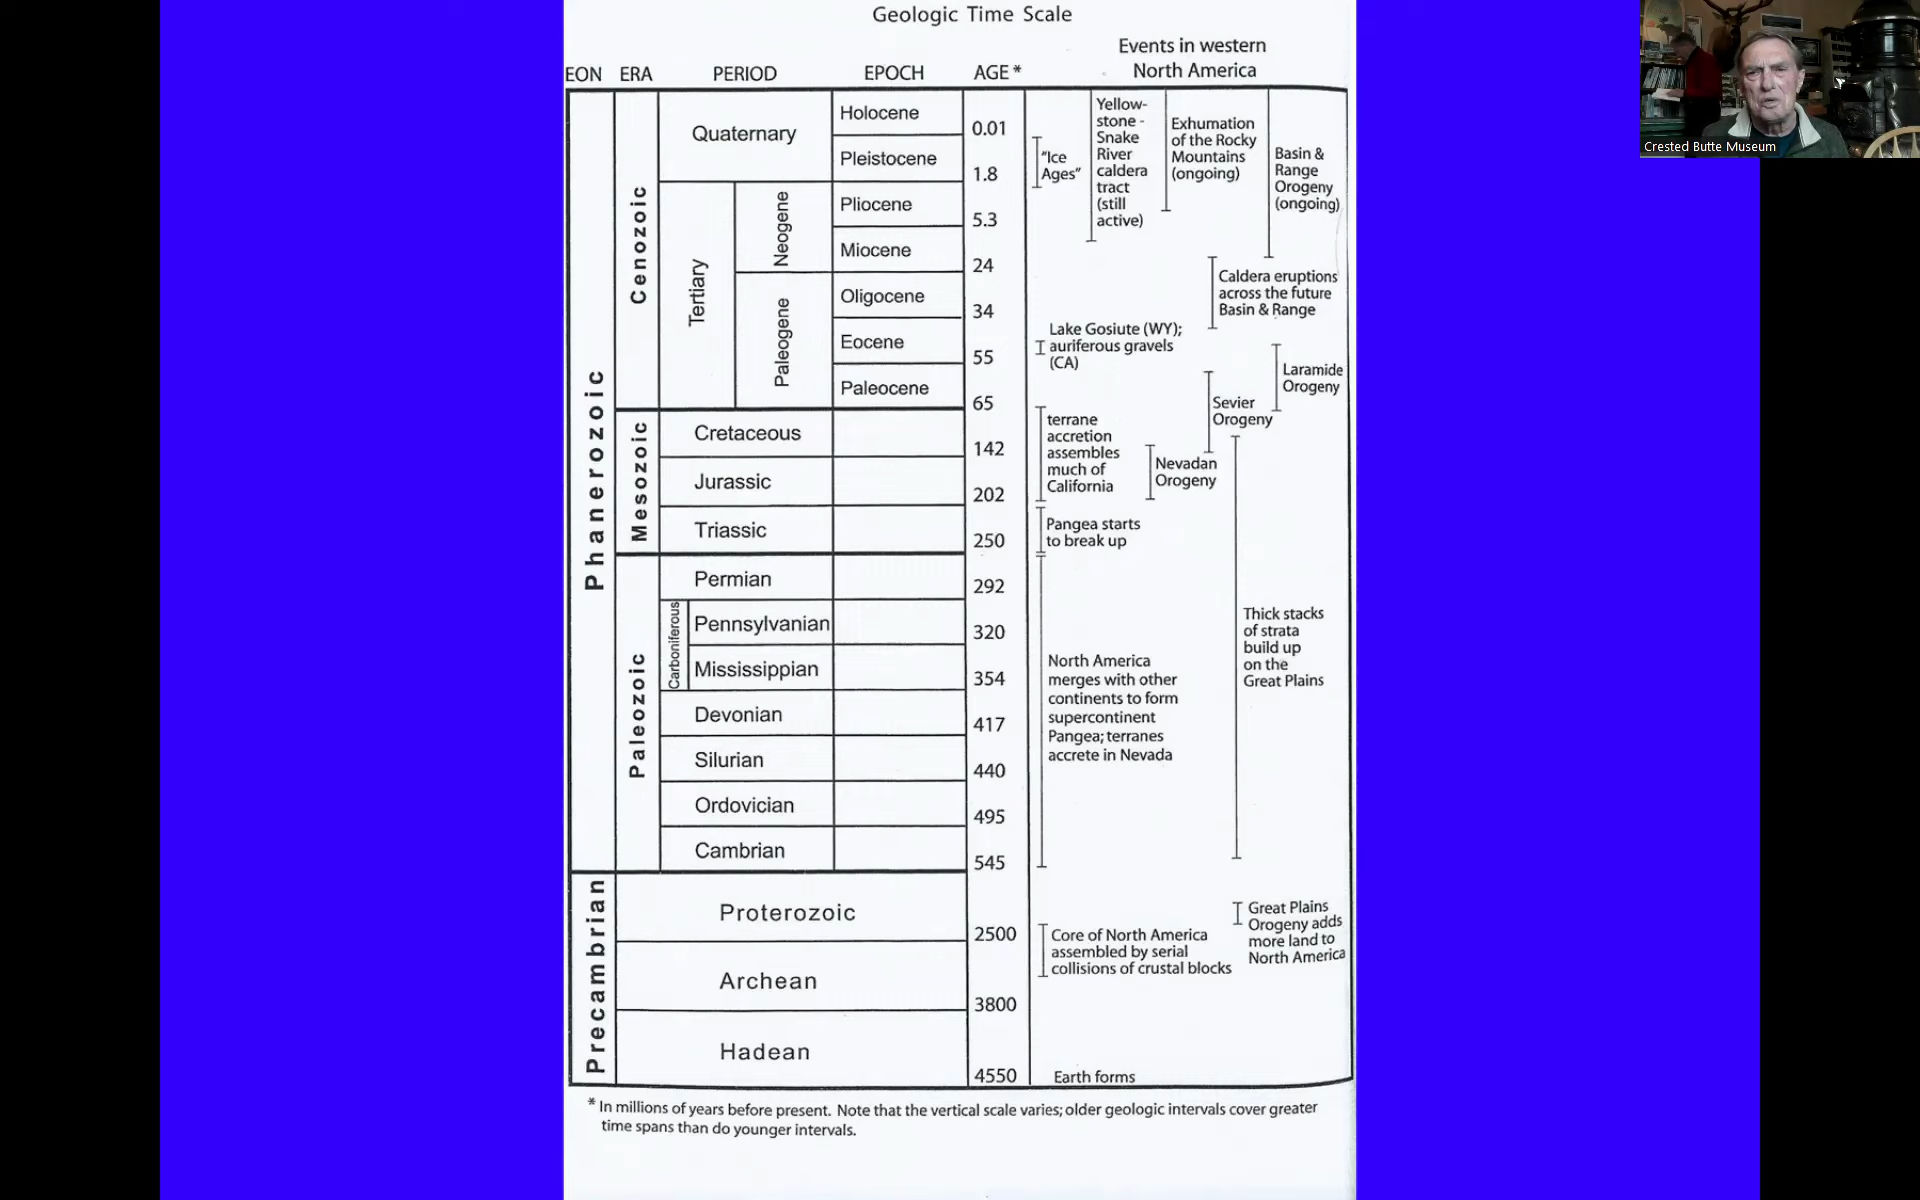 Geologic Time Scale
Events in western
North America
EON ERA PERIOD EPOCH AGE *
Phanerozoic
Cenozoic
Quaternary
Holocene
0.01
Pleistocene
1.8
Tertiary
Neogene
Pliocene
5.3
Miocene
24
Paleogene
Oligocene
34
Eocene
55
Paleocene
65
Mesozoic
Cretaceous
142
Jurassic
202
Triassic
250
Paleozoic
Permian
292
Carboniferous
Pennsylvanian
320
Mississippian
354
Devonian
417
Silurian
440
Ordovician
495
Cambrian
545
Precambrian
Proterozoic
2500
Archean
3800
Hadean
4550
"Ice
Ages"
Yellow-
stone -
Snake
River
caldera
tract
(still
active)
Exhumation
of the Rocky
Mountains
(ongoing)
Basin &
Range
Orogeny
(ongoing)
Caldera eruptions
across the future
Basin & Range
Lake Gosiute (WY);
auriferous gravels
(CA)
Laramide
Orogeny
Sevier
Orogeny
terrane
accretion
assembles
much of
California
Nevadan
Orogeny
Pangea starts
to break up
Thick stacks
of strata
build up
on the
Great Plains
North America
merges with other
continents to form
supercontinent
Pangea; terranes
accrete in Nevada
Great Plains
Orogeny adds
more land to
North America
Core of North America
assembled by serial
collisions of crustal blocks
Earth forms
* In millions of years before present. Note that the vertical scale varies; older geologic intervals cover greater
time spans than do younger intervals.
Crested Butte Museum